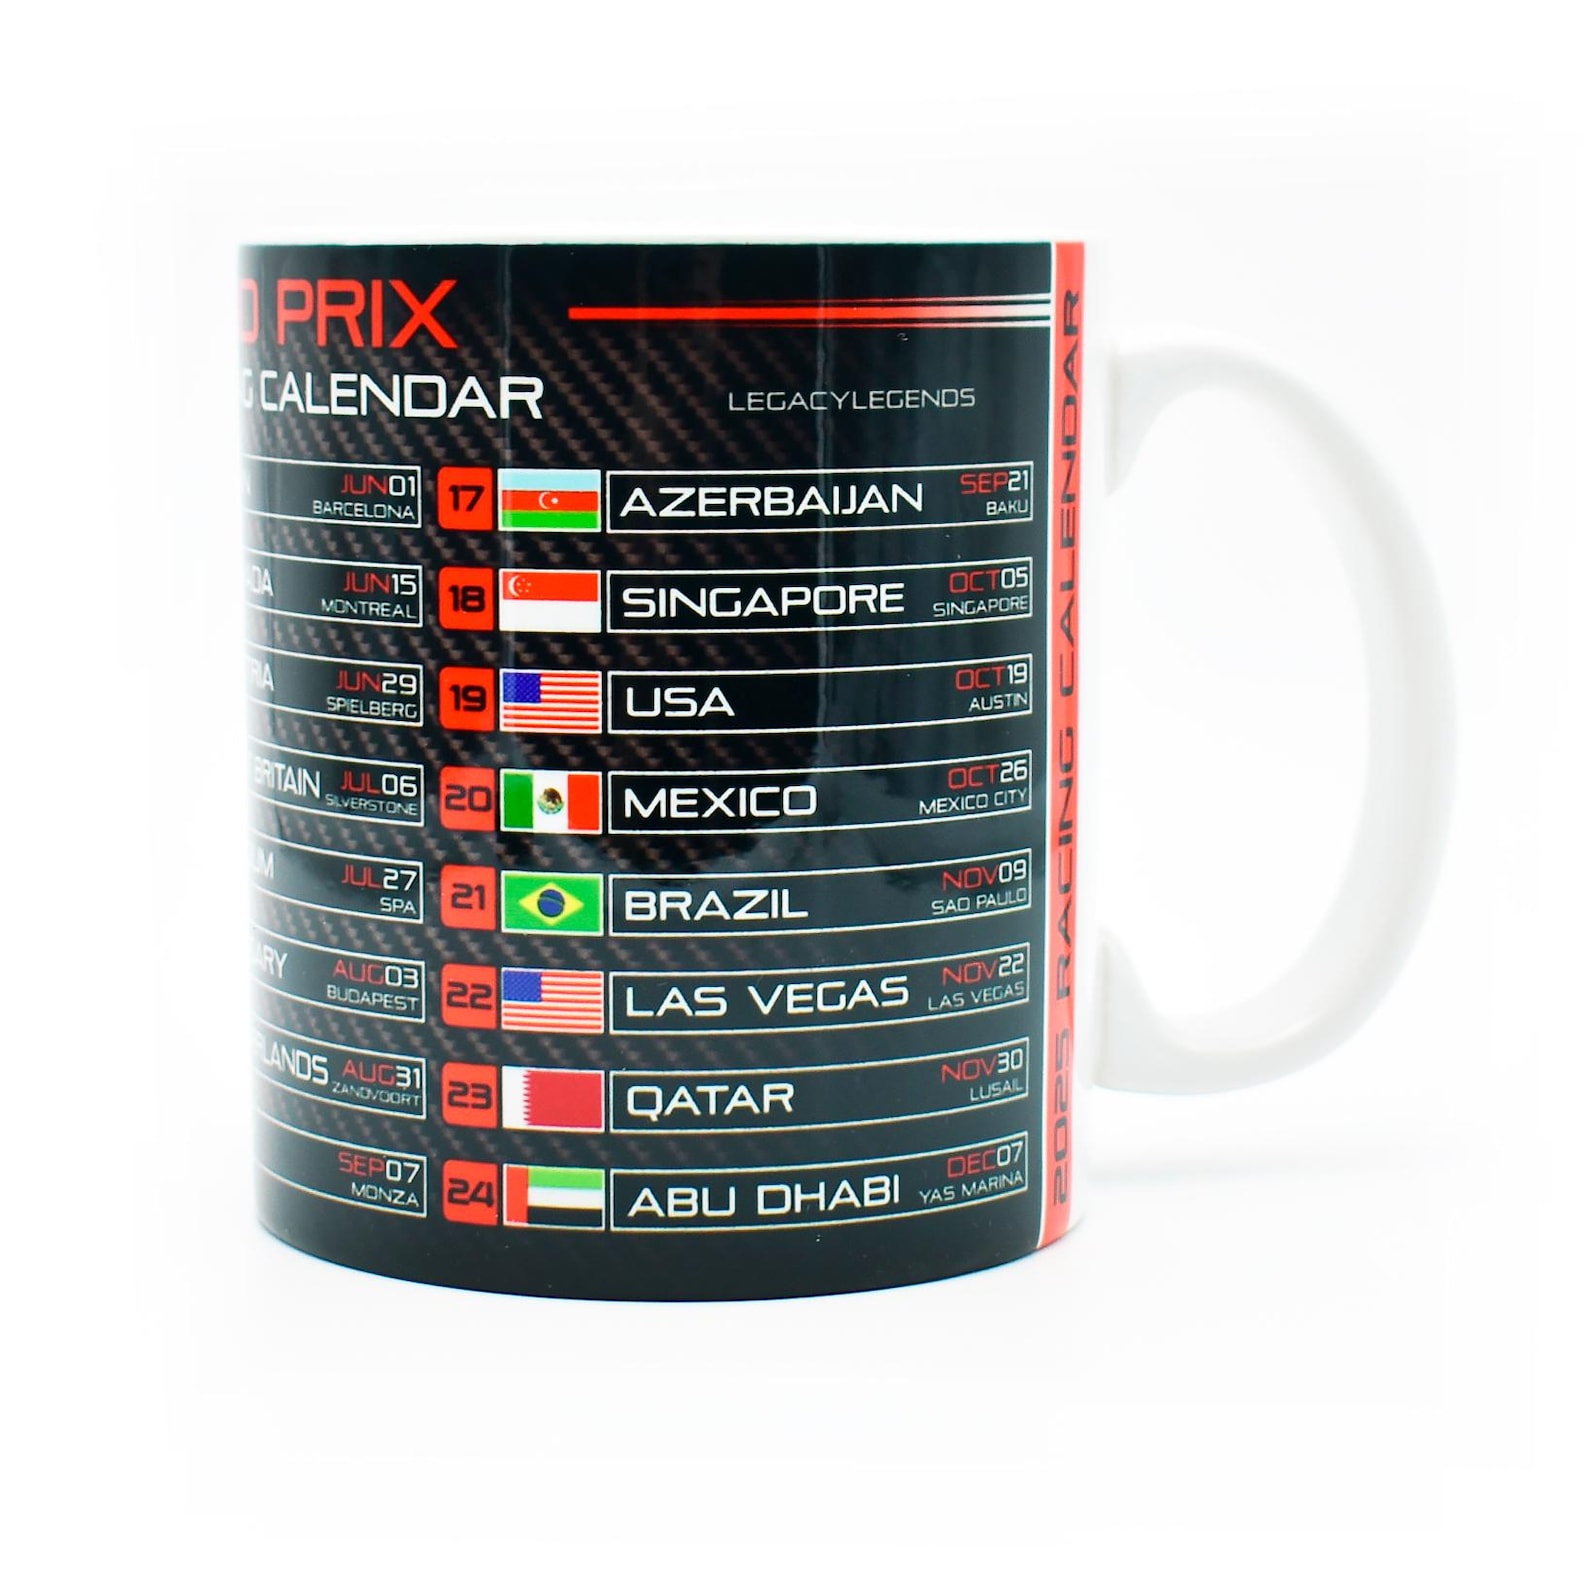 PRIX
CALENDAR
LEGACYLEGENDS
JUN01
BARCELONA
JUN15
MONTREAL
JUN29
SPIELBERG
BRITAIN JUL06
SILVERSTONE
JUL27
SPA
AUG03
BUDAPEST
AUG31
ZANDVOORT
SEP07
MONZA
17 AZERBAIJAN SEP21
BAKU
18 SINGAPORE OCT05
SINGAPORE
19 USA OCT19
AUSTIN
20 MEXICO OCT26
MEXICO CITY
21 BRAZIL NOV09
SAO PAULO
22 LAS VEGAS NOV22
LAS VEGAS
23 QATAR NOV30
LUSAIL
24 ABU DHABI DEC07
YAS MARINA
2025 RACING CALENDAR